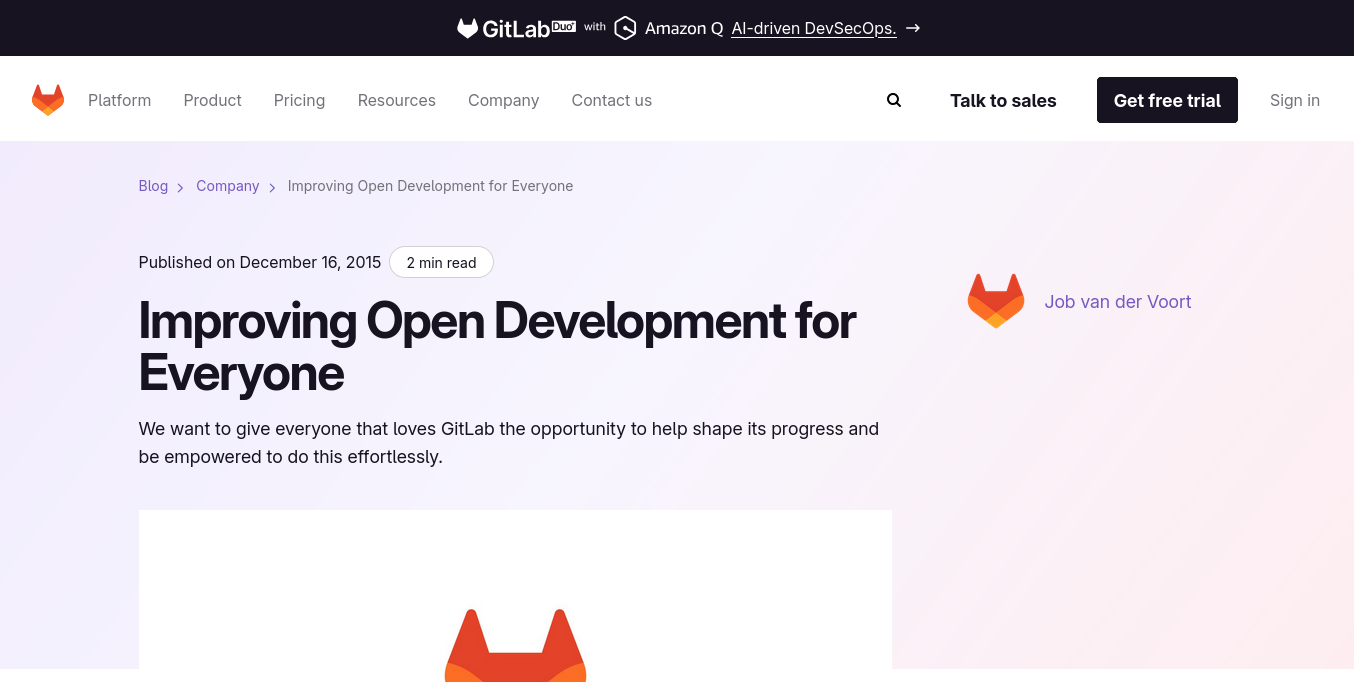 GitLab Duo with Amazon Q AI-driven DevSecOps. →
Platform Product Pricing Resources Company Contact us Talk to sales Get free trial Sign in
Blog > Company > Improving Open Development for Everyone
Published on December 16, 2015 2 min read
Improving Open Development for
Everyone
We want to give everyone that loves GitLab the opportunity to help shape its progress and
be empowered to do this effortlessly.
Job van der Voort